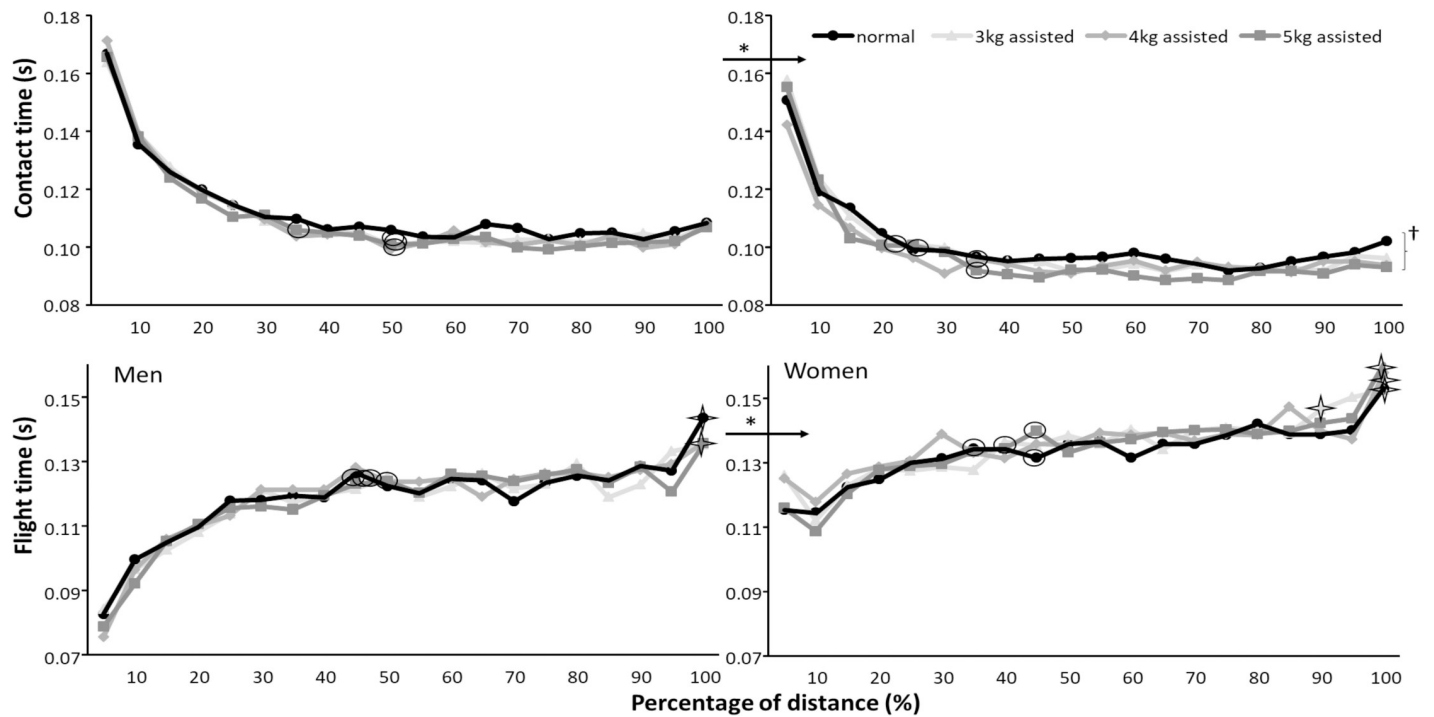 0.18
0.16
0.14
0.12
0.10
0.08
Contact time (s)
10 20 30 40 50 60 70 80 90 100
*
0.18
0.16
0.14
0.12
0.10
0.08
normal 3kg assisted 4kg assisted 5kg assisted
†
10 20 30 40 50 60 70 80 90 100
Men
0.15
0.13
0.11
0.09
0.07
Flight time (s)
10 20 30 40 50 60 70 80 90 100
*
Women
0.15
0.13
0.11
0.09
0.07
10 20 30 40 50 60 70 80 90 100
Percentage of distance (%)